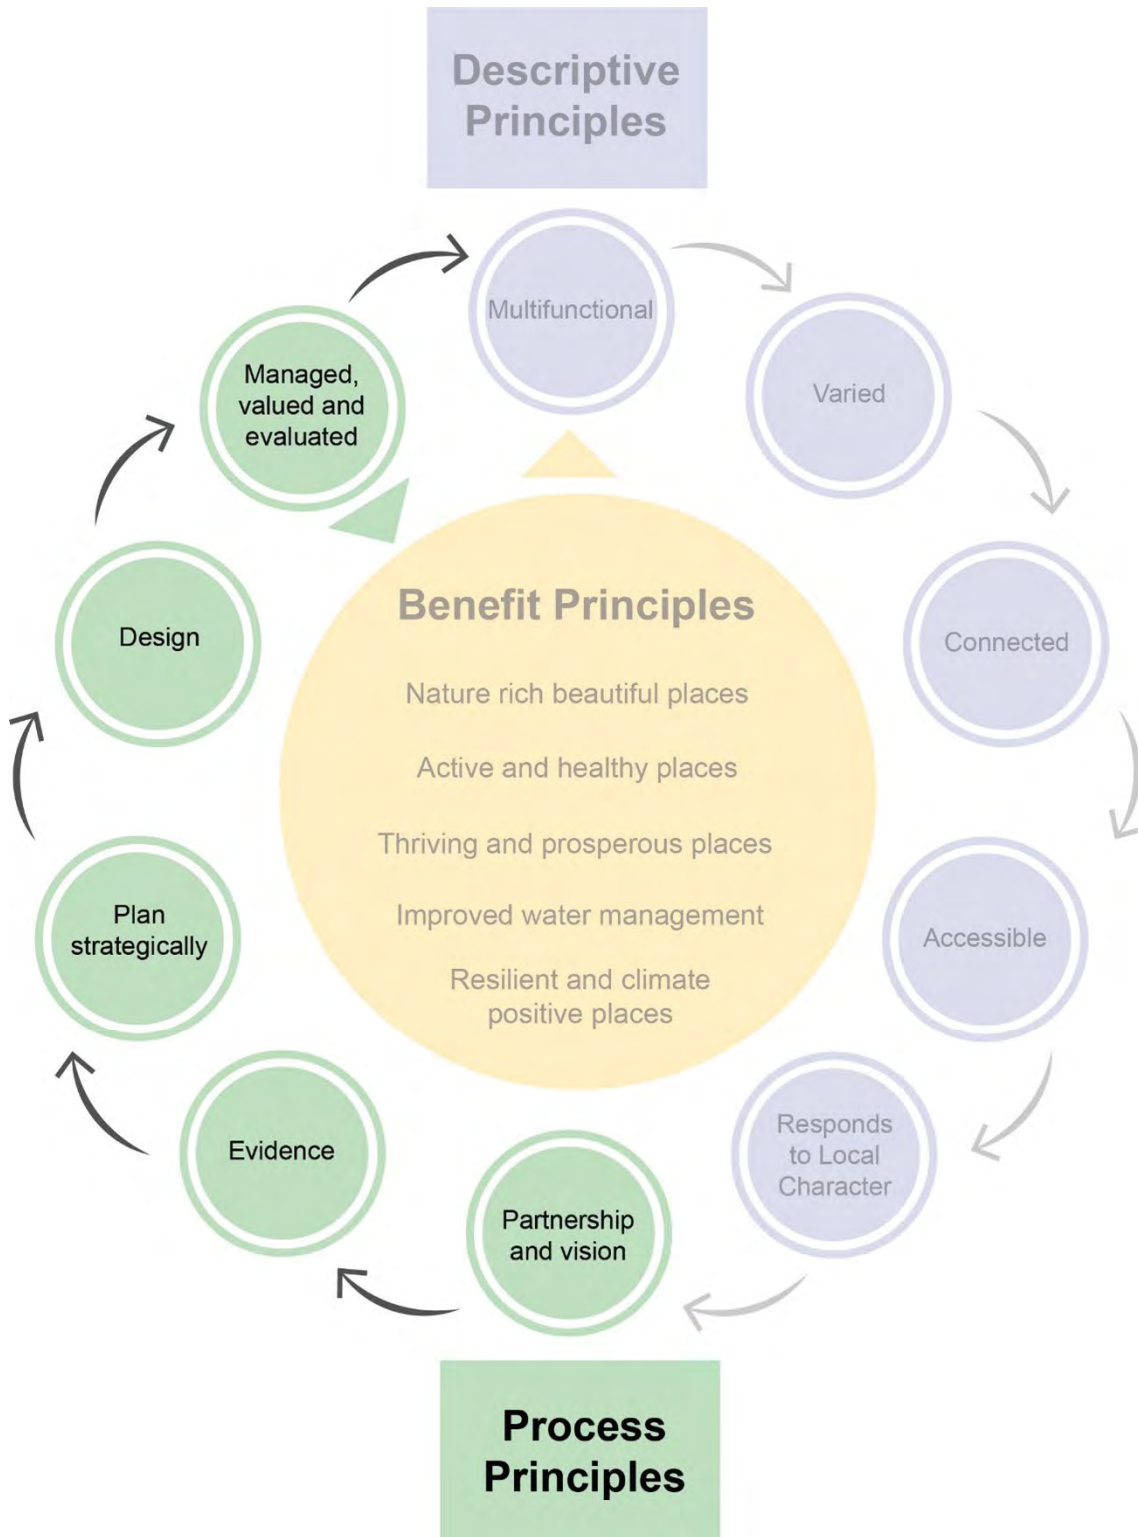 Descriptive
Principles
Multifunctional
Varied
Connected
Accessible
Responds
to Local
Character
Partnership
and vision
Evidence
Plan
strategically
Design
Managed,
valued and
evaluated
Benefit Principles
Nature rich beautiful places
Active and healthy places
Thriving and prosperous places
Improved water management
Resilient and climate
positive places
Process
Principles